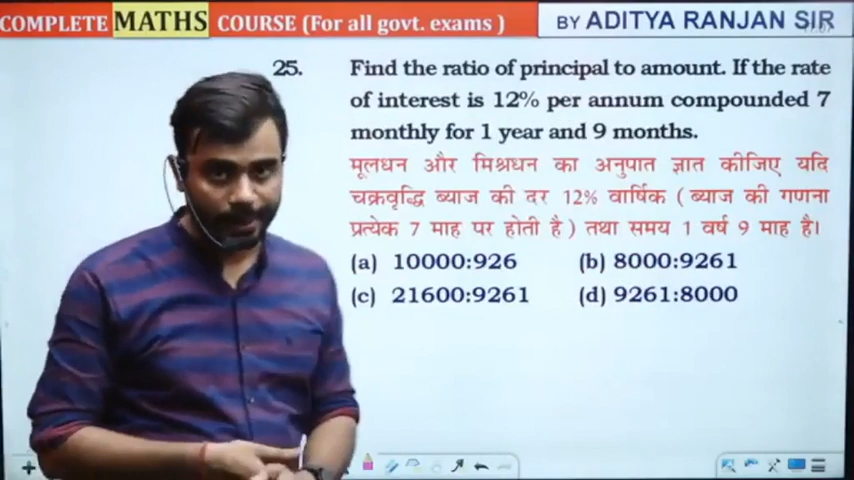 COMPLETE MATHS COURSE (For all govt. exams ) BY ADITYA RANJAN SIR
25. Find the ratio of principal to amount. If the rate
of interest is 12% per annum compounded 7
monthly for 1 year and 9 months.
मूलधन और मिश्रधन का अनुपात ज्ञात कीजिए यदि
चक्रवृद्धि ब्याज की दर 12% वार्षिक ( ब्याज की गणना
प्रत्येक 7 माह पर होती है ) तथा समय 1 वर्ष 9 माह है।
(a) 10000:926 (b) 8000:9261
(c) 21600:9261 (d) 9261:8000